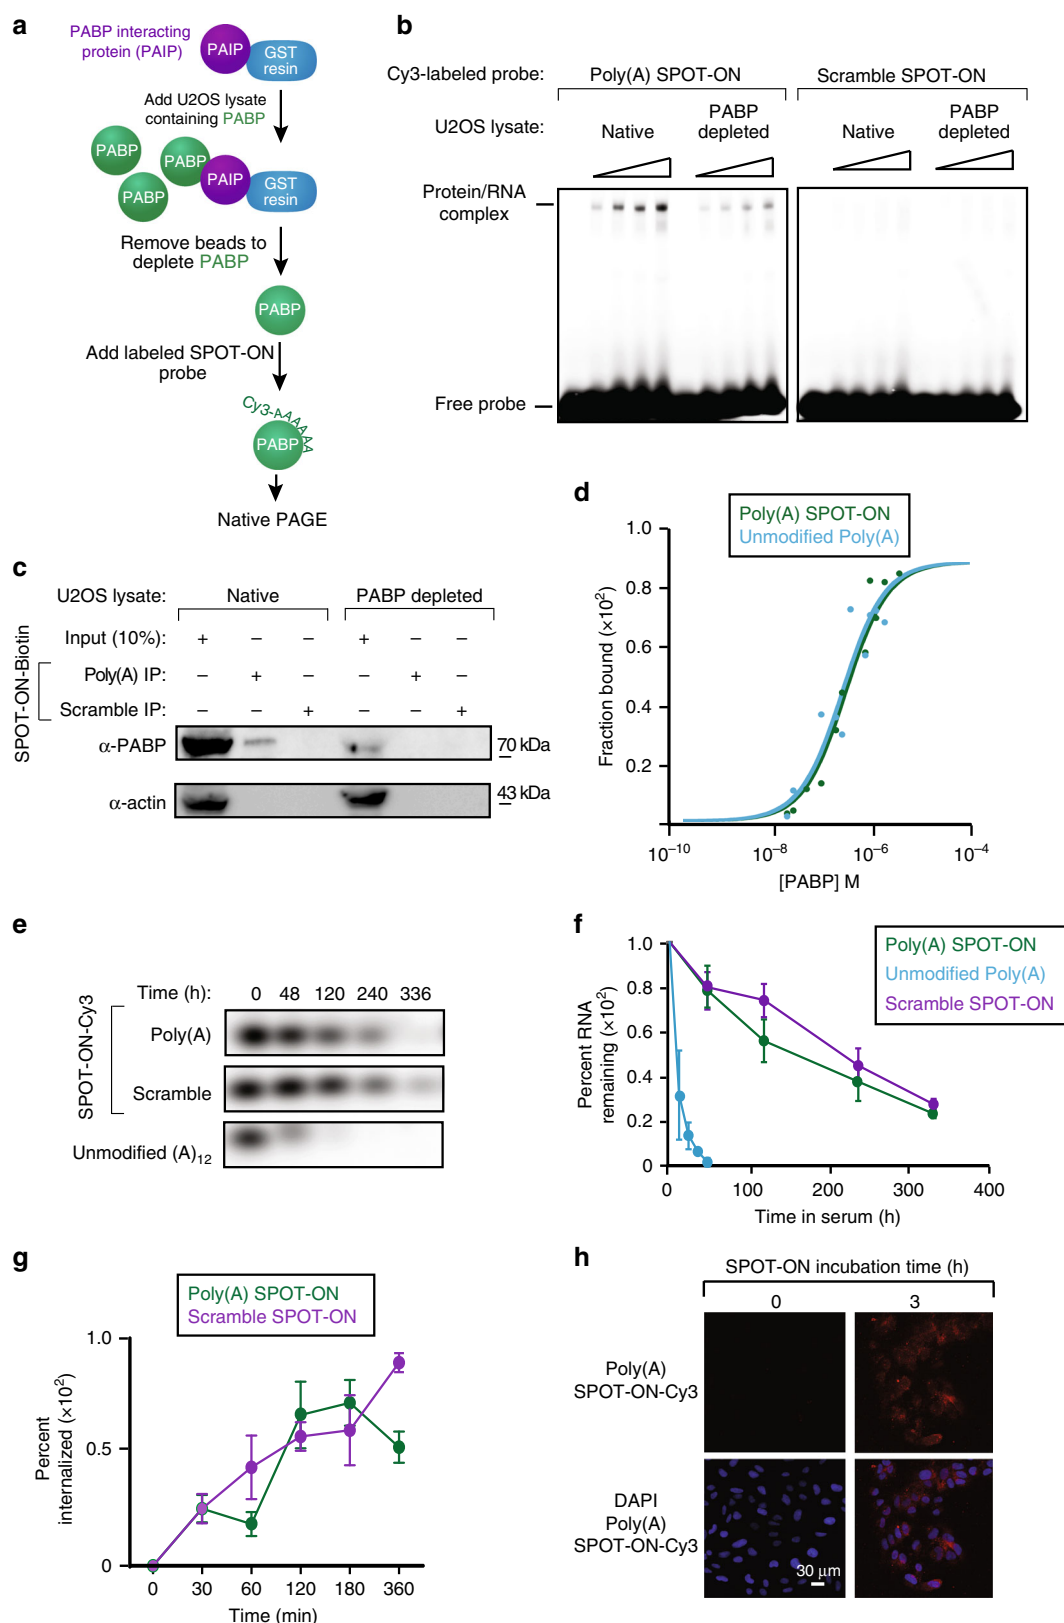 a
PABP interacting
protein (PAIP)
PAIP
GST
resin
Add U2OS lysate
containing PABP
PABP
PABP
PABP
PAIP
GST
resin
Remove beads to
deplete PABP
PABP
Add labeled SPOT-ON
probe
Cy3-AAAAAA
PABP
Native PAGE
b
Cy3-labeled probe:
Poly(A) SPOT-ON
Scramble SPOT-ON
U2OS lysate:
Native
PABP
depleted
Native
PABP
depleted
Protein/RNA
complex
Free probe
c
U2OS lysate:
Native
PABP depleted
SPOT-ON-Biotin
Input (10%): + – – + – –
Poly(A) IP: – + – – + –
Scramble IP: – – + – – +
α-PABP
70 kDa
α-actin
43 kDa
d
Poly(A) SPOT-ON
Unmodified Poly(A)
Fraction bound (×10²)
1.0
0.8
0.6
0.4
0.2
10⁻¹⁰ 10⁻⁸ 10⁻⁶ 10⁻⁴
[PABP] M
e
Time (h): 0 48 120 240 336
SPOT-ON-Cy3
Poly(A)
Scramble
Unmodified (A)₁₂
f
Poly(A) SPOT-ON
Unmodified Poly(A)
Scramble SPOT-ON
Percent RNA
remaining (×10²)
1.0
0.8
0.6
0.4
0.2
0
0 100 200 300 400
Time in serum (h)
g
Poly(A) SPOT-ON
Scramble SPOT-ON
Percent
internalized (×10²)
1.0
0.5
0
0 30 60 120 180 360
Time (min)
h
SPOT-ON incubation time (h)
0 3
Poly(A)
SPOT-ON-Cy3
DAPI
Poly(A)
SPOT-ON-Cy3
30 μm